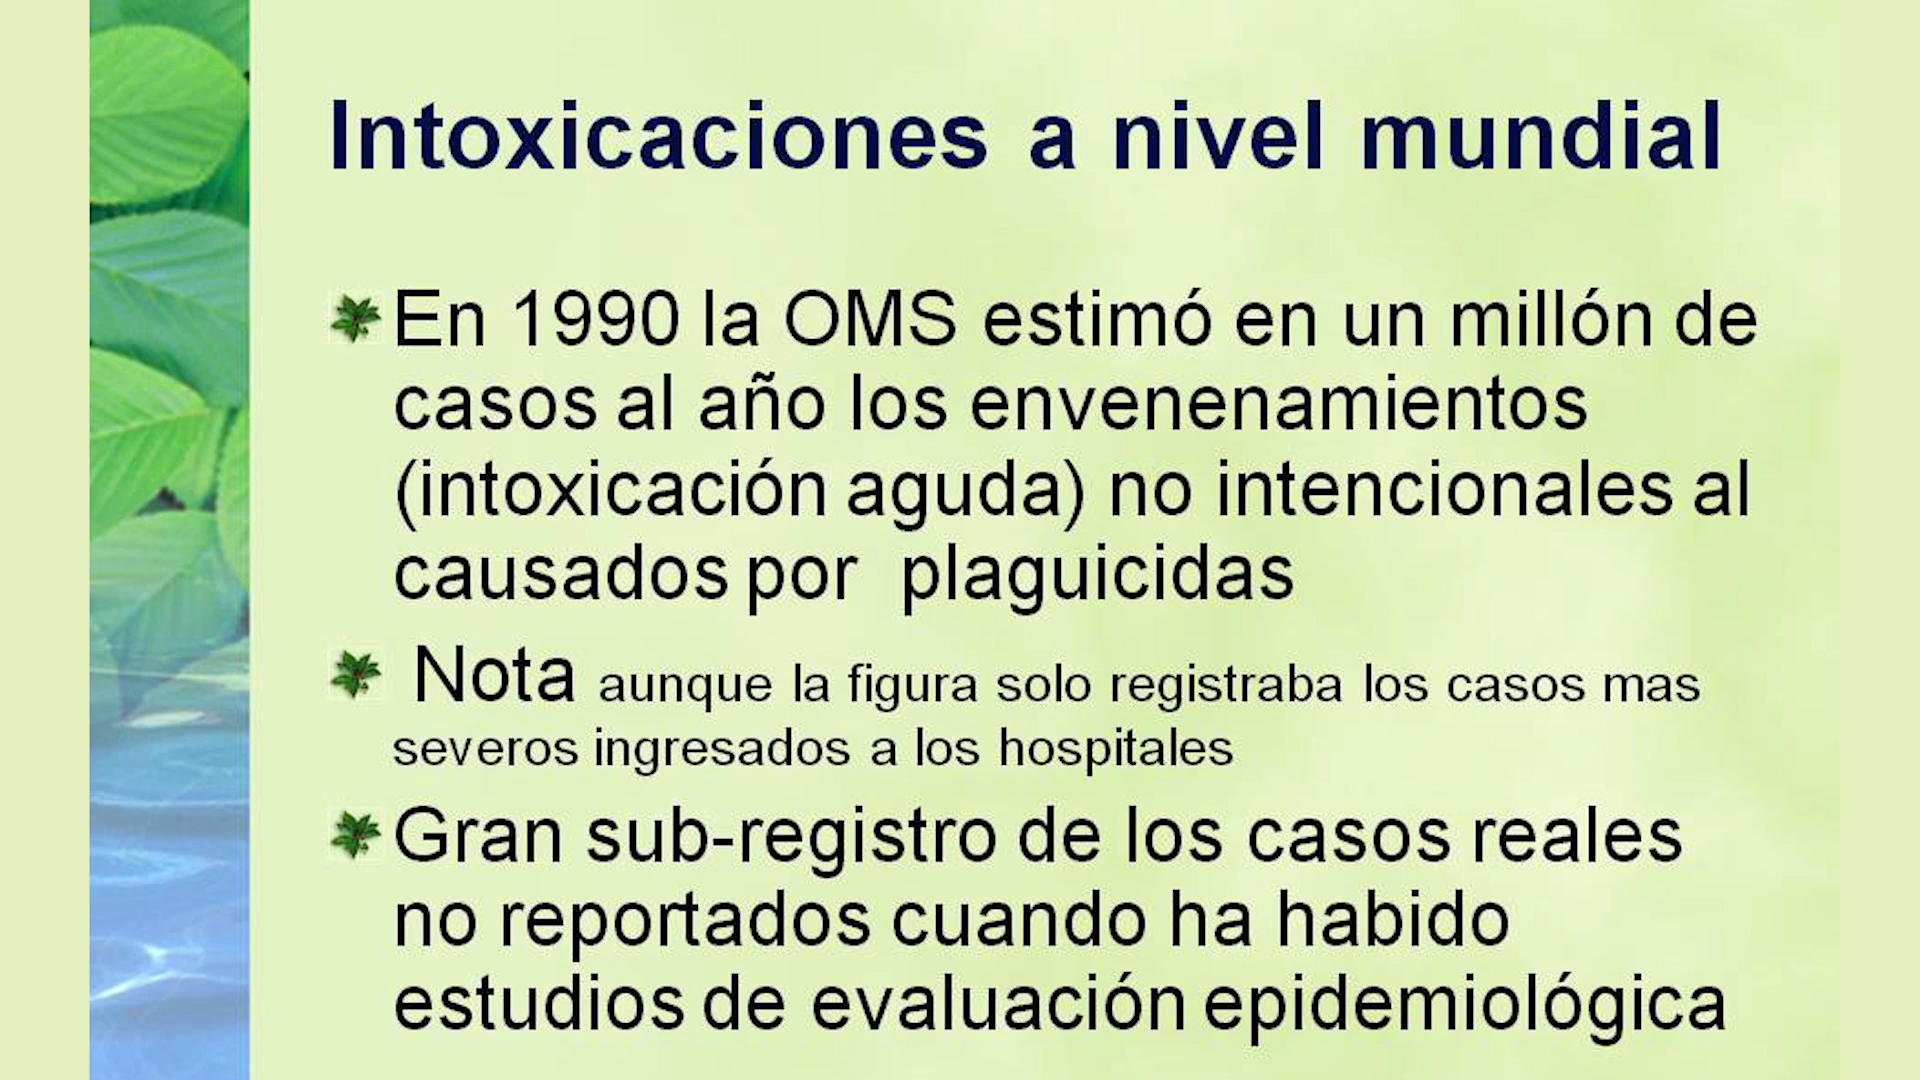 Intoxicaciones a nivel mundial
En 1990 la OMS estimó en un millón de
casos al año los envenenamientos
(intoxicación aguda) no intencionales al
causados por plaguicidas
Nota aunque la figura solo registraba los casos mas
severos ingresados a los hospitales
Gran sub-registro de los casos reales
no reportados cuando ha habido
estudios de evaluación epidemiológica